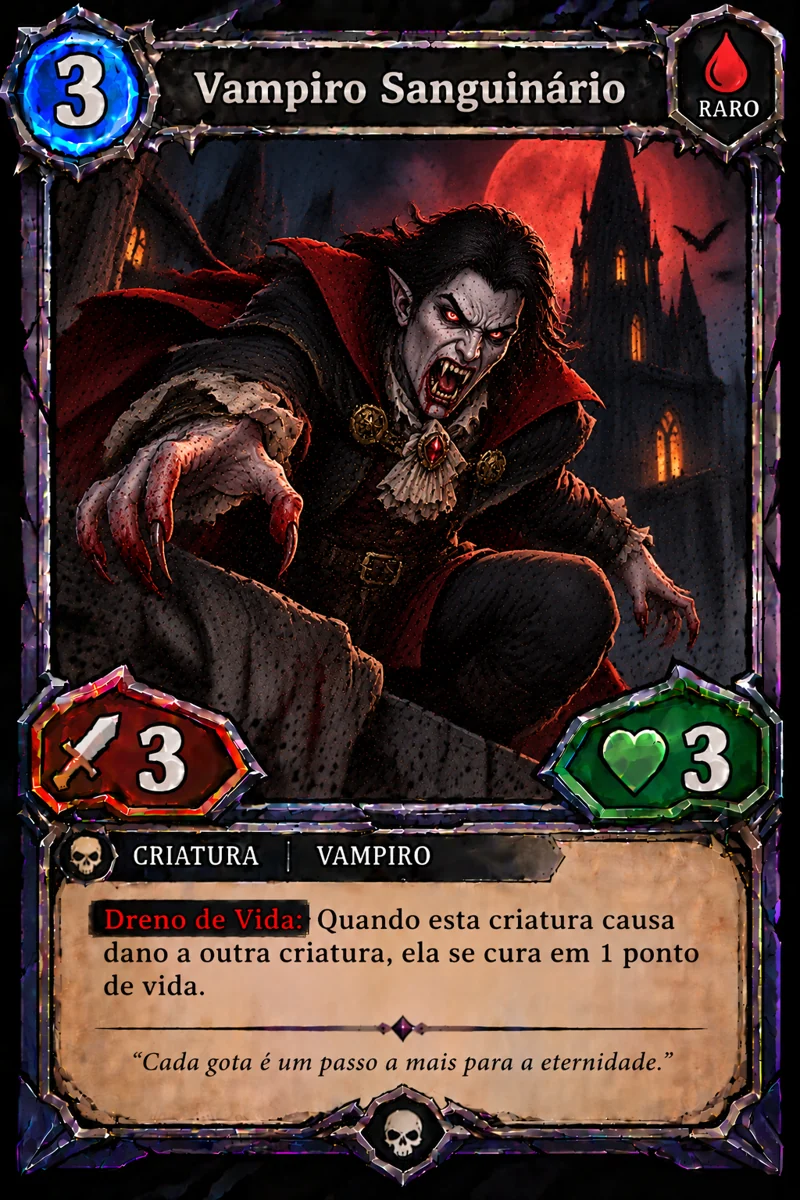 3
Vampiro Sanguinário
RARO
3
3
CRIATURA | VAMPIRO
Dreno de Vida: Quando esta criatura causa
dano a outra criatura, ela se cura em 1 ponto
de vida.
“Cada gota é um passo a mais para a eternidade.”